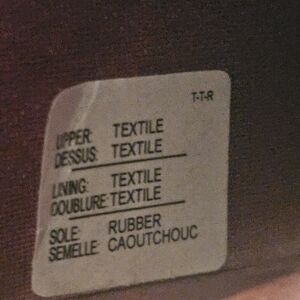 T-T-R
UPPER: TEXTILE
DESSUS: TEXTILE
LINING: TEXTILE
DOUBLURE: TEXTILE
SOLE: RUBBER
SEMELLE: CAOUTCHOUC